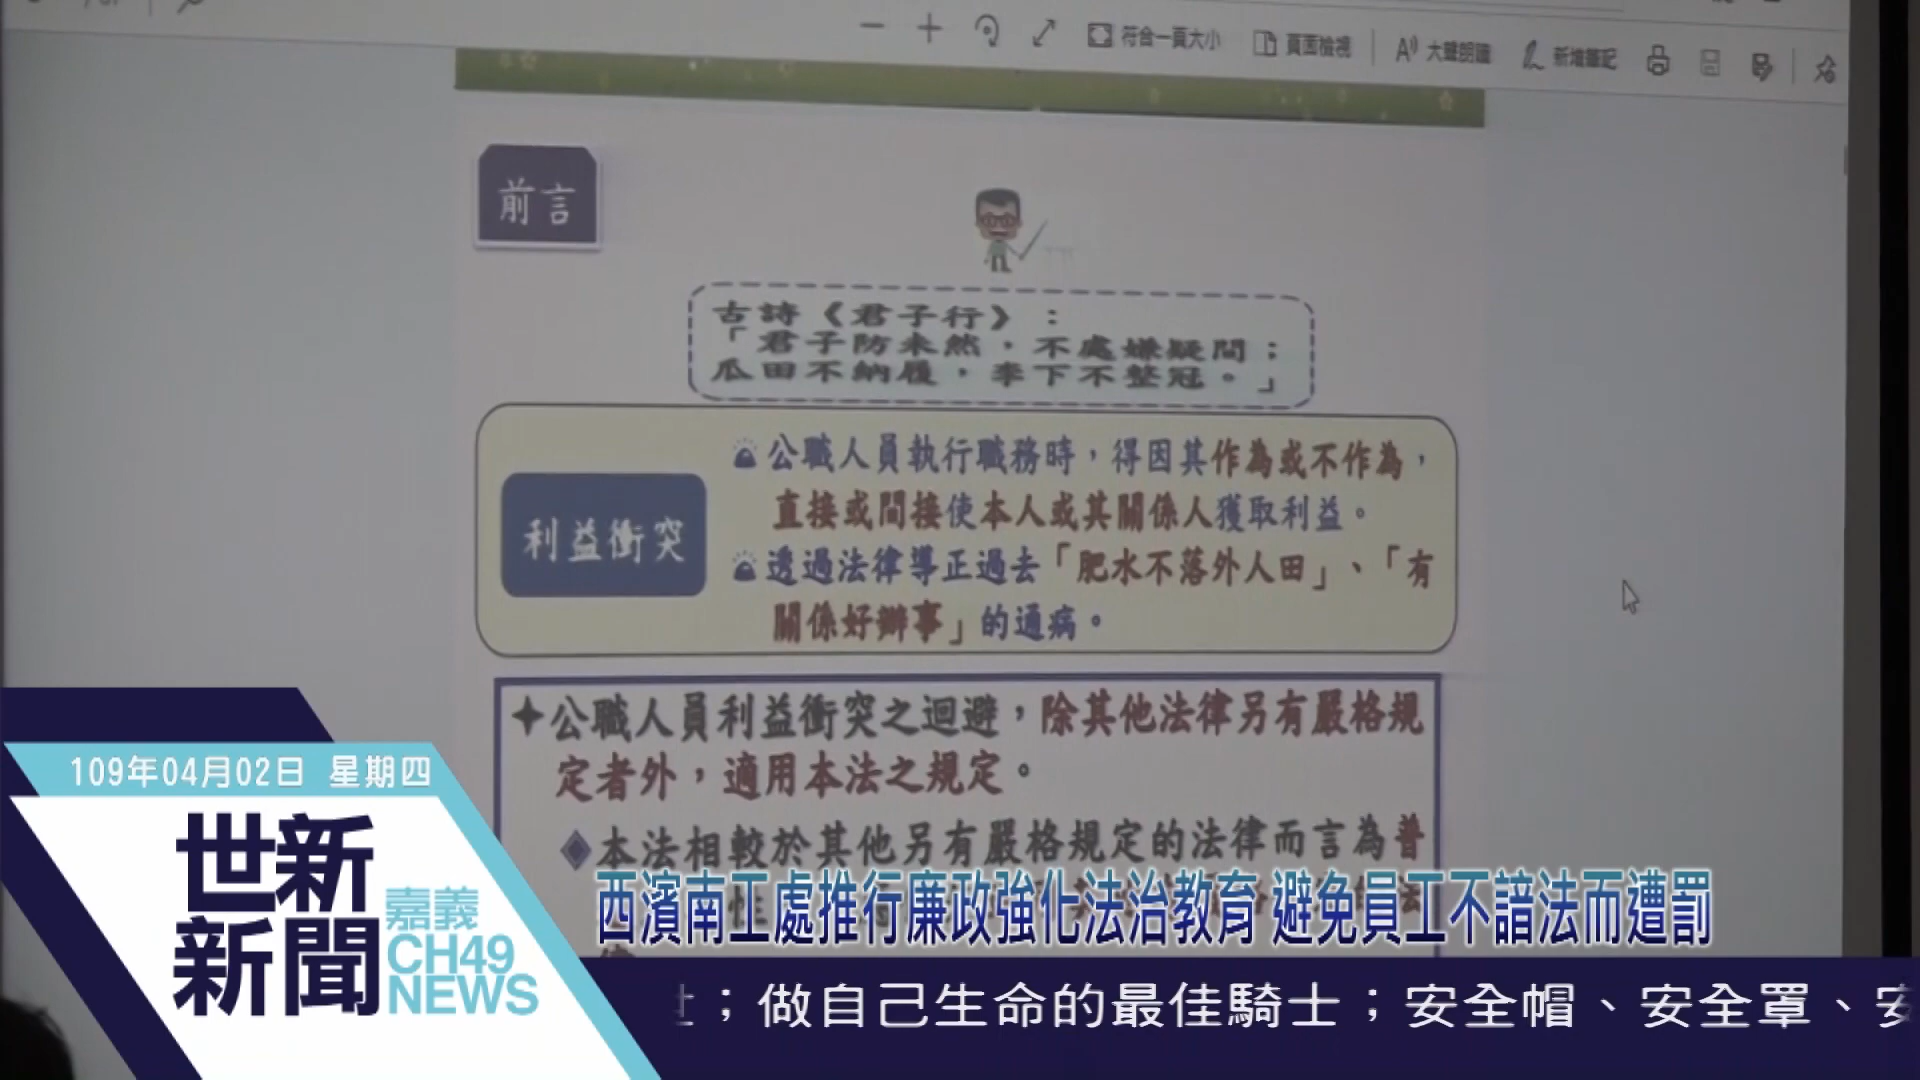 符合一頁大小
頁面檢視
大聲朗讀
新增筆記
前言
古詩《君子行》：
「君子防未然，不處嫌疑間；
瓜田不納履，李下不整冠。」
利益衝突
公職人員執行職務時，得因其作為或不作為，
直接或間接使本人或其關係人獲取利益。
透過法律導正過去「肥水不落外人田」、「有
關係好辦事」的通病。
公職人員利益衝突之迴避，除其他法律另有嚴格規
定者外，適用本法之規定。
本法相較於其他另有嚴格規定的法律而言為普
109年04月02日 星期四
世新
新聞
嘉義
CH49
NEWS
西濱南工處推行廉政強化法治教育 避免員工不諳法而遭罰
；做自己生命的最佳騎士；安全帽、安全罩、安